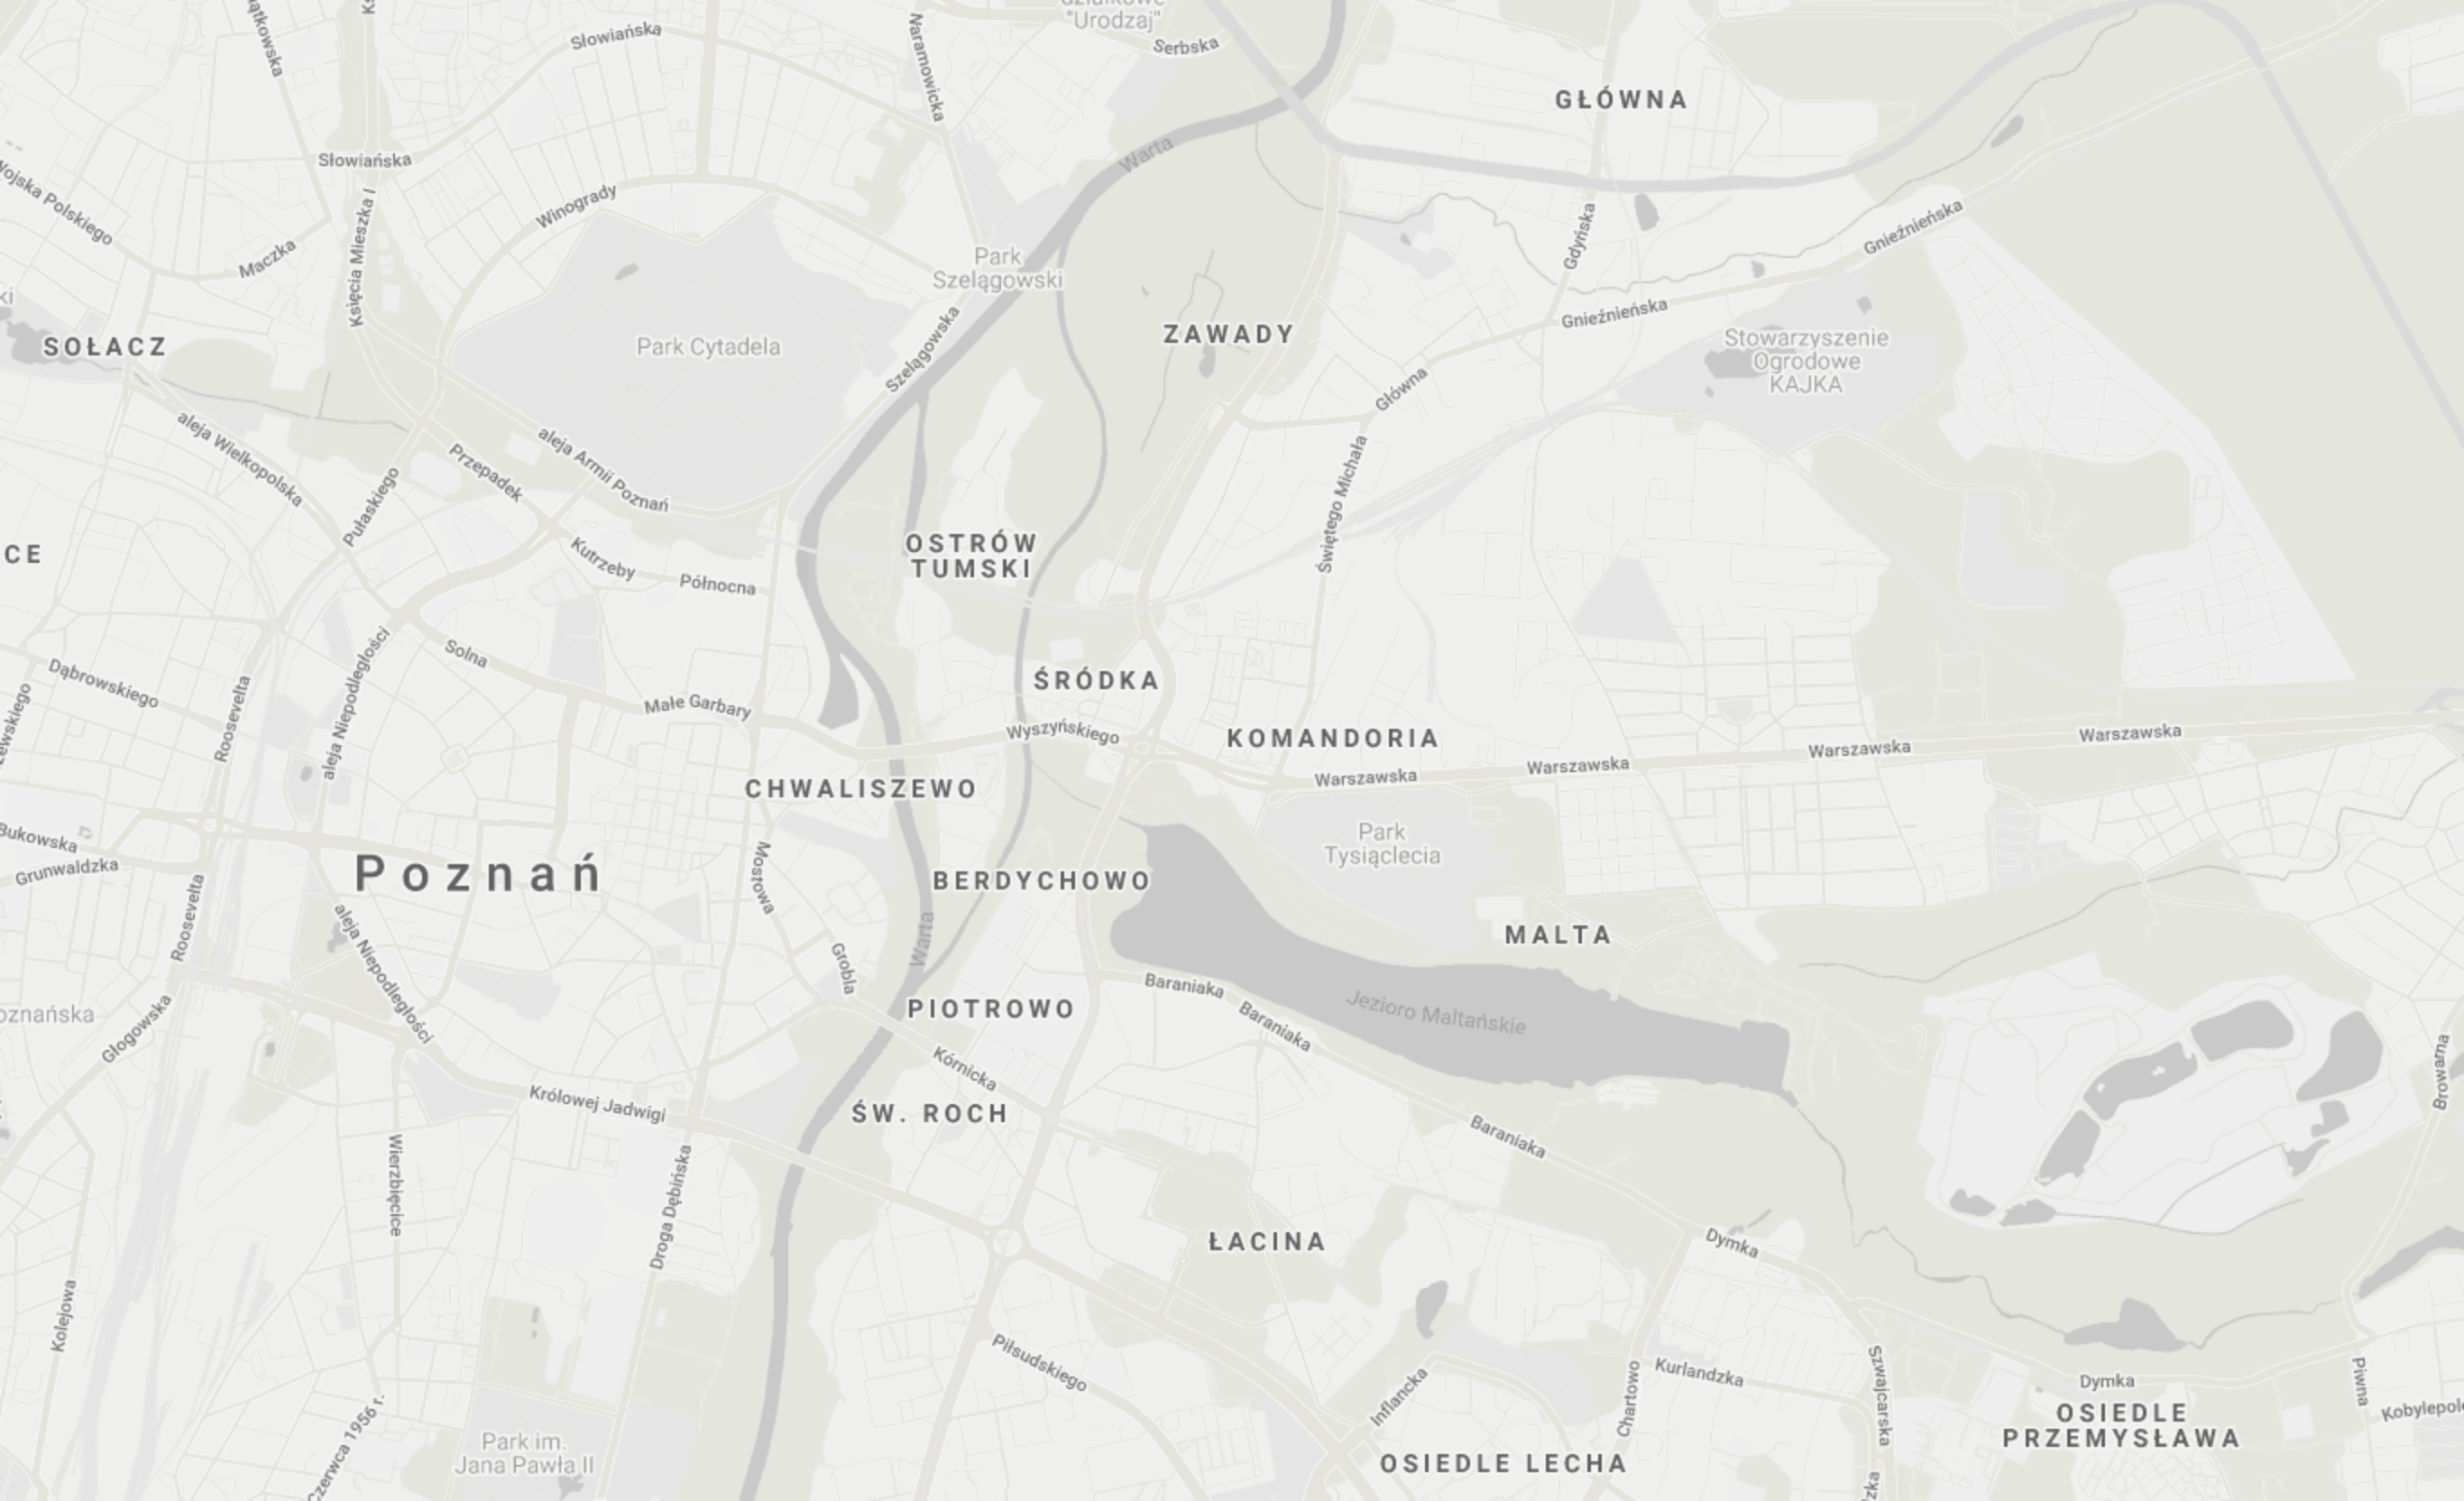 działkowe
"Urodzaj"
Słowiańska
Naramowicka
Serbska
GŁÓWNA
Warta
Słowiańska
Wojska Polskiego
Winogrady
Księcia Mieszka I
Maczka
Park
Szelągowski
Gdyńska
Gnieźnieńska
Gnieźnieńska
SOŁACZ
Park Cytadela
Szelągowska
ZAWADY
Stowarzyszenie
Ogrodowe
KAJKA
Główna
aleja Wielkopolska
Przepadek
aleja Armii Poznań
Pułaskiego
Świętego Michała
CE
OSTRÓW
TUMSKI
Kutrzeby
Północna
Solna
Dąbrowskiego
Roosevelta
aleja Niepodległości
Małe Garbary
ŚRÓDKA
Wyszyńskiego
KOMANDORIA
Warszawska
Warszawska
Warszawska
Warszawska
CHWALISZEWO
Bukowska
Grunwaldzka
Poznań
Mostowa
BERDYCHOWO
Park
Tysiąclecia
Roosevelta
aleja Niepodległości
Warta
Grobla
MALTA
Baraniaka
Baraniaka
Jezioro Maltańskie
PIOTROWO
oznańska
Głogowska
Kórnicka
Browarna
Królowej Jadwigi
ŚW. ROCH
Baraniaka
Wierzbięcice
Droga Dębińska
ŁACINA
Dymka
Kolejowa
Piłsudskiego
Inflancka
Chartowo
Kurlandzka
Szwajcarska
Dymka
Piwna
Kobylepole
OSIEDLE
PRZEMYSŁAWA
Czerwca 1956 r.
Park im.
Jana Pawła II
OSIEDLE LECHA